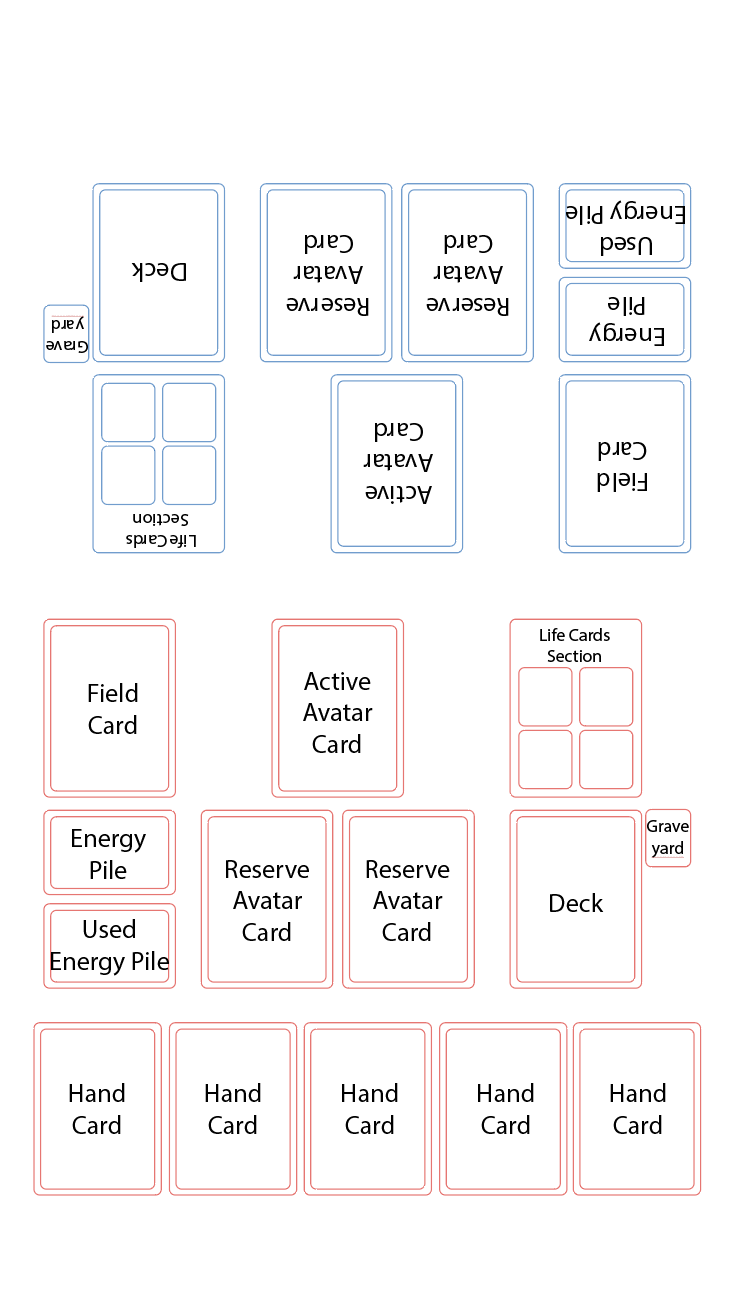 Deck
Reserve
Avatar
Card
Reserve
Avatar
Card
Used
Energy Pile
Energy
Pile
Grave
yard
Life Cards
Section
Active
Avatar
Card
Field
Card
Field
Card
Active
Avatar
Card
Life Cards
Section
Energy
Pile
Used
Energy Pile
Reserve
Avatar
Card
Reserve
Avatar
Card
Deck
Grave
yard
Hand
Card
Hand
Card
Hand
Card
Hand
Card
Hand
Card